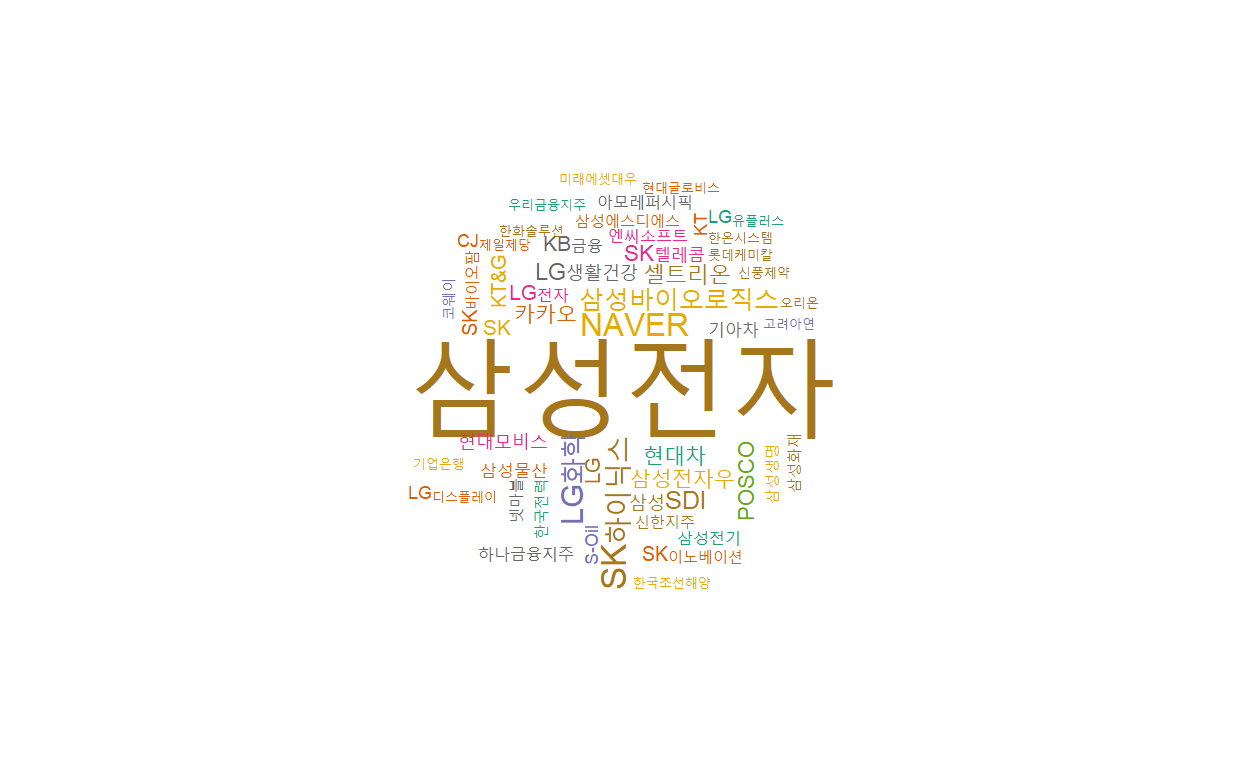 미래에셋대우
현대글로비스
우리금융지주
아모레퍼시픽
삼성에스디에스
KT
LG유플러스
한화솔루션
엔씨소프트
한온시스템
CJ제일제당
KB금융
SK텔레콤
롯데케미칼
SK바이오팜
KT&G
LG생활건강
셀트리온
신풍제약
코웨이
LG전자
삼성바이오로직스
오리온
SK
카카오
NAVER
기아차
고려아연
삼성전자
현대모비스
LG화학
SK하이닉스
현대차
POSCO
삼성생명
삼성화재
기업은행
삼성물산
LG
삼성전자우
LG디스플레이
넷마블
한국전력
삼성SDI
신한지주
하나금융지주
S-Oil
삼성전기
SK이노베이션
한국조선해양